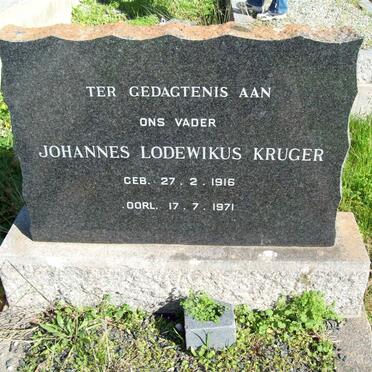 TER GEDAGTENIS AAN
ONS VADER
JOHANNES LODEWIKUS KRUGER
GEB. 27.2.1916
OORL. 17.7.1971